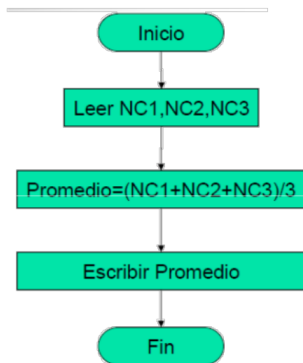 Inicio
Leer NC1,NC2,NC3
Promedio=(NC1+NC2+NC3)/3
Escribir Promedio
Fin